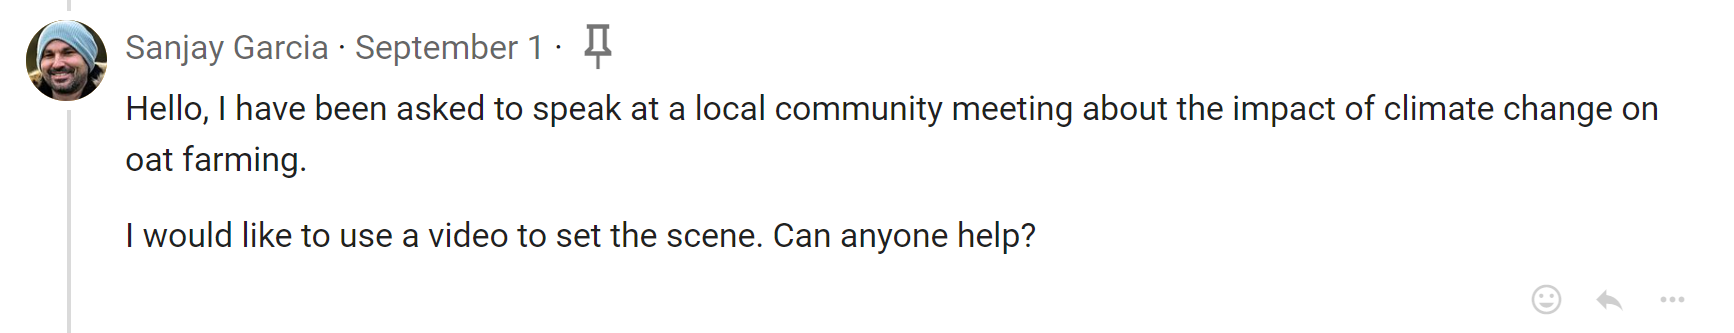 Sanjay Garcia · September 1 ·
Hello, I have been asked to speak at a local community meeting about the impact of climate change on
oat farming.
I would like to use a video to set the scene. Can anyone help?